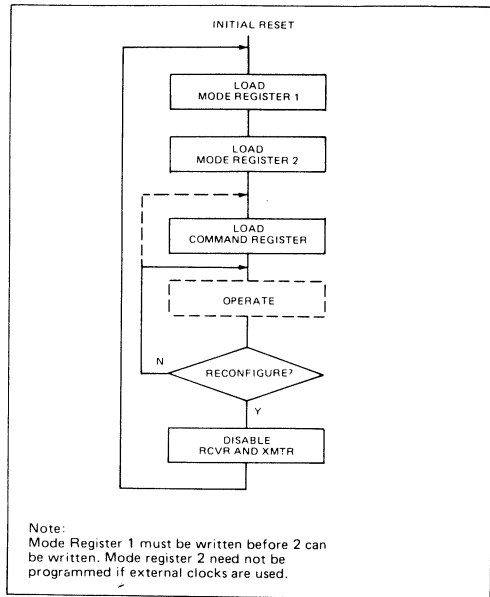 INITIAL RESET
LOAD
MODE REGISTER 1
LOAD
MODE REGISTER 2
LOAD
COMMAND REGISTER
OPERATE
N
RECONFIGURE?
Y
DISABLE
RCVR AND XMTR
Note:
Mode Register 1 must be written before 2 can
be written. Mode register 2 need not be
programmed if external clocks are used.